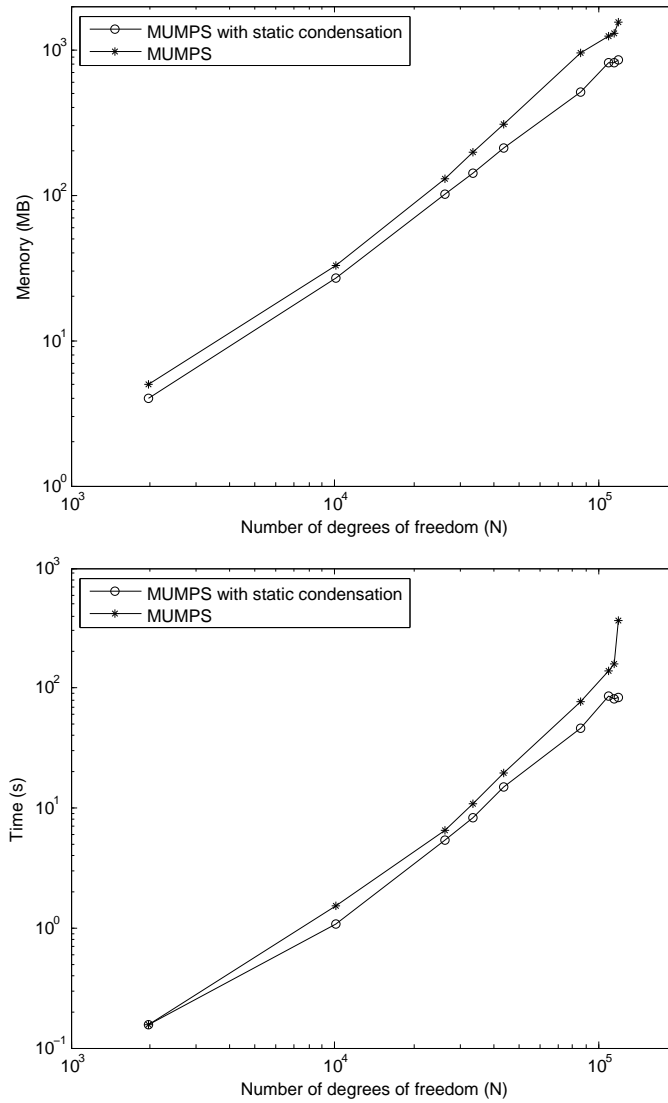 10^3
10^2
10^1
10^0
Memory (MB)
MUMPS with static condensation
MUMPS
10^3
10^4
10^5
Number of degrees of freedom (N)
10^3
10^2
10^1
10^0
10^-1
Time (s)
MUMPS with static condensation
MUMPS
10^3
10^4
10^5
Number of degrees of freedom (N)